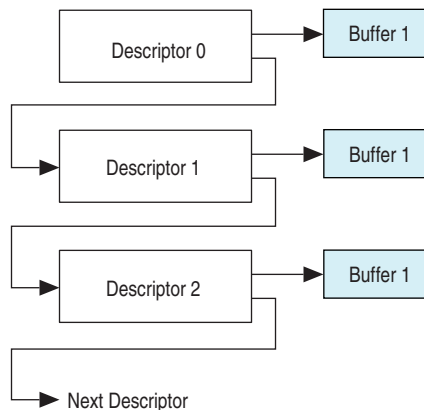 Descriptor 0
Buffer 1
Descriptor 1
Buffer 1
Descriptor 2
Buffer 1
Next Descriptor